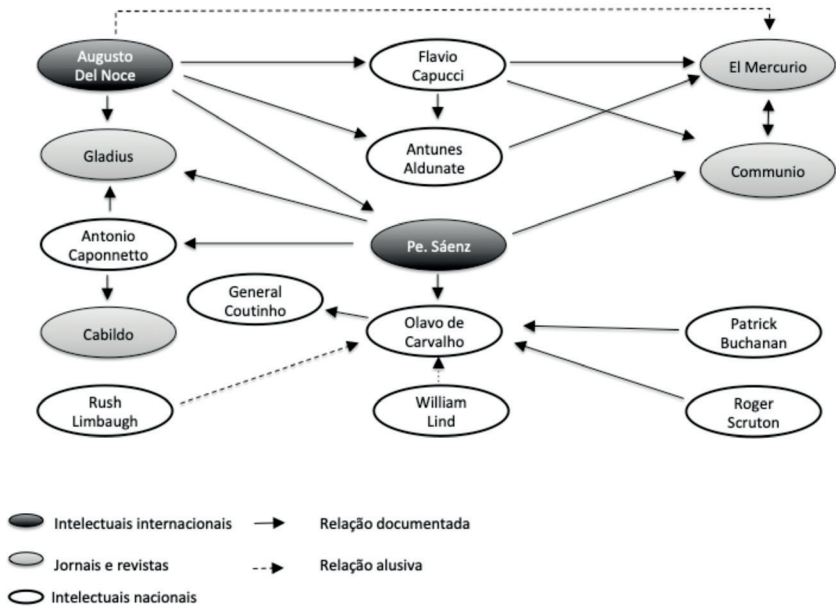 Augusto
Del Noce
Flavio
Capucci
El Mercurio
Gladius
Antunes
Aldunate
Communio
Antonio
Caponnetto
Pe. Sáenz
General
Coutinho
Cabildo
Olavo de
Carvalho
Patrick
Buchanan
Rush
Limbaugh
William
Lind
Roger
Scruton
Intelectuais internacionais
Relação documentada
Jornais e revistas
Relação alusiva
Intelectuais nacionais